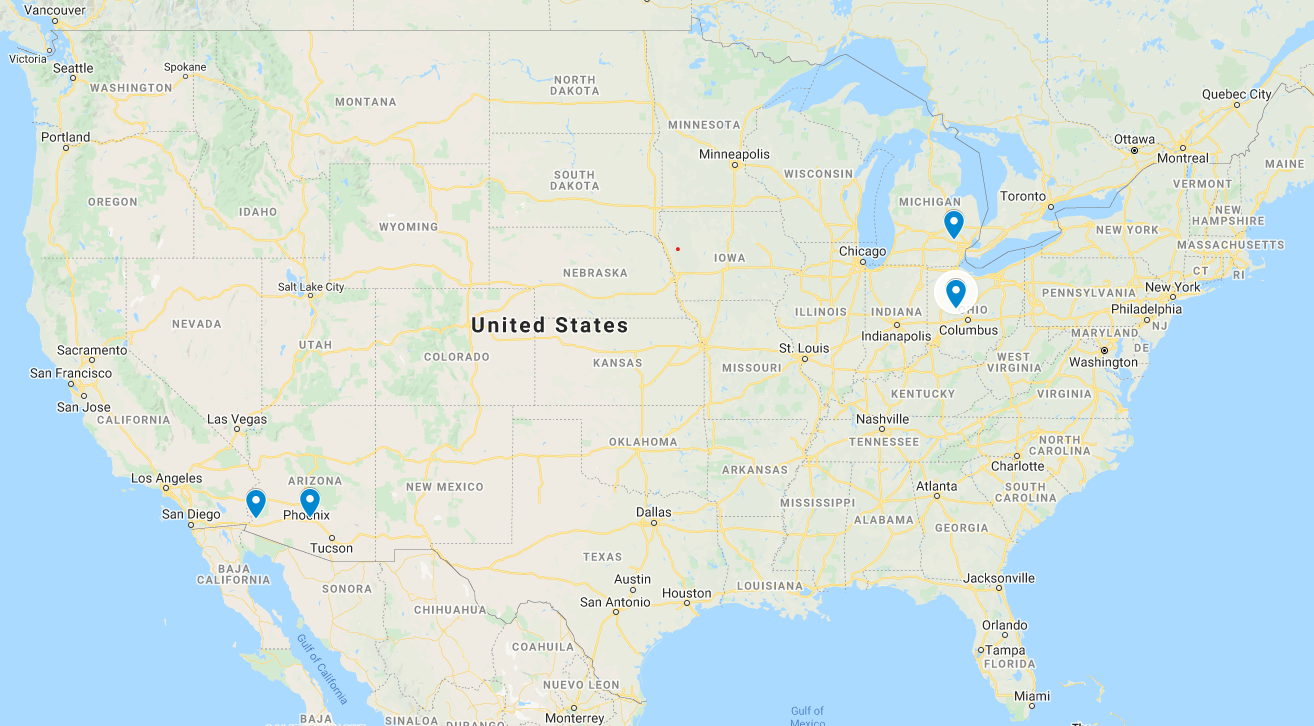 Vancouver
Victoria
Seattle
Spokane
WASHINGTON
Portland
MONTANA
NORTH
DAKOTA
MINNESOTA
Minneapolis
Quebec City
Ottawa
Montreal
MAINE
OREGON
IDAHO
WYOMING
SOUTH
DAKOTA
WISCONSIN
MICHIGAN
Toronto
VERMONT
NEW
HAMPSHIRE
NEW YORK
MASSACHUSETTS
CT
RI
Salt Lake City
NEBRASKA
IOWA
Chicago
PENNSYLVANIA
New York
Philadelphia
NJ
NEVADA
UTAH
COLORADO
United States
KANSAS
ILLINOIS
INDIANA
Indianapolis
HIO
Columbus
MARYLAND
DE
Washington
WEST
VIRGINIA
VIRGINIA
Sacramento
San Francisco
San Jose
CALIFORNIA
Las Vegas
St. Louis
MISSOURI
KENTUCKY
Nashville
TENNESSEE
NORTH
CAROLINA
Charlotte
SOUTH
CAROLINA
OKLAHOMA
ARKANSAS
Los Angeles
San Diego
ARIZONA
Phoenix
Tucson
NEW MEXICO
Dallas
MISSISSIPPI
ALABAMA
Atlanta
GEORGIA
TEXAS
Austin
San Antonio
Houston
LOUISIANA
Jacksonville
Orlando
Tampa
FLORIDA
Miami
BAJA
CALIFORNIA
SONORA
CHIHUAHUA
COAHUILA
Gulf of California
NUEVO LEON
Monterrey
BAJA
SINALOA
DURANGO
Gulf of
Mexico